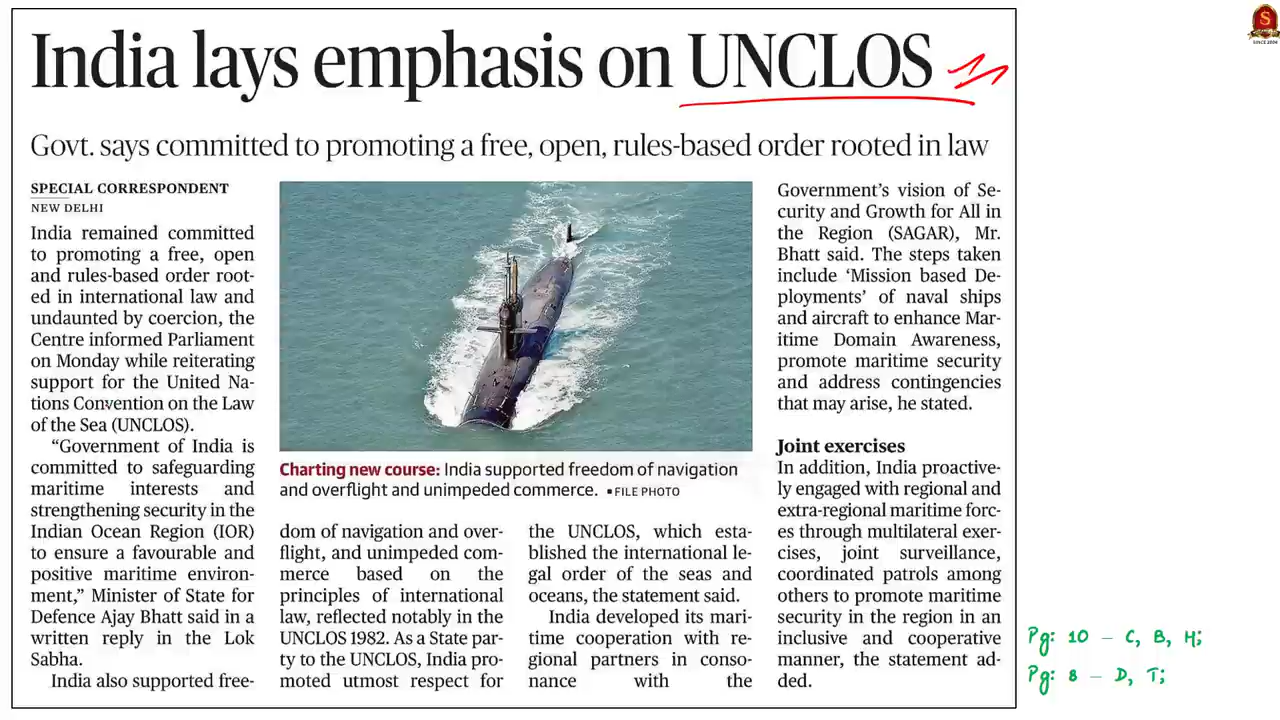 India lays emphasis on UNCLOS
Govt. says committed to promoting a free, open, rules-based order rooted in law
SPECIAL CORRESPONDENT
NEW DELHI
India remained committed
to promoting a free, open
and rules-based order root-
ed in international law and
undaunted by coercion, the
Centre informed Parliament
on Monday while reiterating
support for the United Na-
tions Convention on the Law
of the Sea (UNCLOS).
“Government of India is
committed to safeguarding
maritime interests and
strengthening security in the
Indian Ocean Region (IOR)
to ensure a favourable and
positive maritime environ-
ment,” Minister of State for
Defence Ajay Bhatt said in a
written reply in the Lok
Sabha.
India also supported free-
Charting new course: India supported freedom of navigation
and overflight and unimpeded commerce. ▪ FILE PHOTO
dom of navigation and over-
flight, and unimpeded com-
merce based on the
principles of international
law, reflected notably in the
UNCLOS 1982. As a State par-
ty to the UNCLOS, India pro-
moted utmost respect for
the UNCLOS, which esta-
blished the international le-
gal order of the seas and
oceans, the statement said.
India developed its mari-
time cooperation with re-
gional partners in conso-
nance with the
Government’s vision of Se-
curity and Growth for All in
the Region (SAGAR), Mr.
Bhatt said. The steps taken
include ‘Mission based De-
ployments’ of naval ships
and aircraft to enhance Mar-
itime Domain Awareness,
promote maritime security
and address contingencies
that may arise, he stated.
Joint exercises
In addition, India proactive-
ly engaged with regional and
extra-regional maritime forc-
es through multilateral exer-
cises, joint surveillance,
coordinated patrols among
others to promote maritime
security in the region in an
inclusive and cooperative
manner, the statement ad-
ded.
S
SINCE 2004
Pg: 10 – C, B, H;
Pg: 8 – D, T;